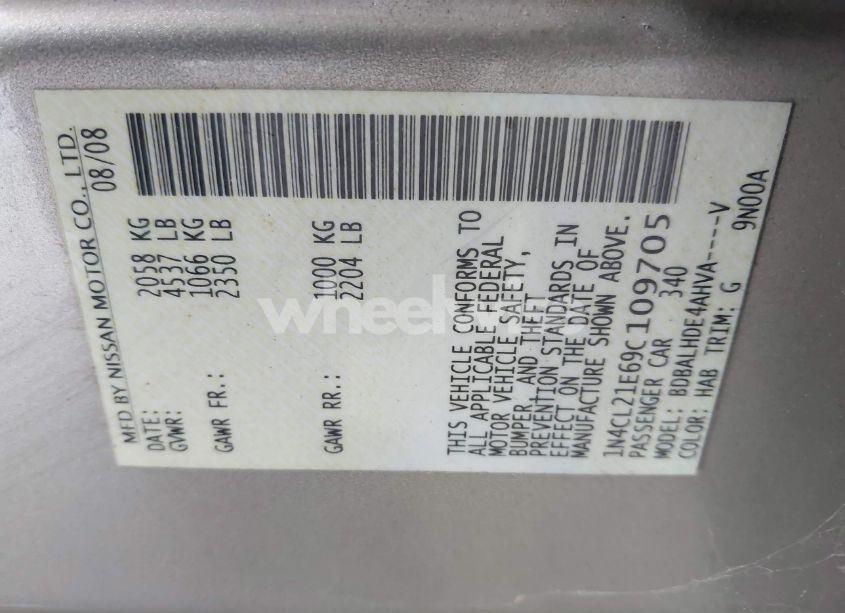 MFD BY NISSAN MOTOR CO., LTD.
08/08
DATE: 2058 KG
GVWR: 4537 LB
1066 KG
GAWR FR.: 2350 LB
1000 KG
GAWR RR.: 2204 LB
THIS VEHICLE CONFORMS TO
ALL APPLICABLE FEDERAL
MOTOR VEHICLE SAFETY,
BUMPER, AND THEFT
PREVENTION STANDARDS IN
EFFECT ON THE DATE OF
MANUFACTURE SHOWN ABOVE.
1N4CL21E69C109705
PASSENGER CAR 340
MODEL: BDBALHDE4AHVA----V
COLOR: HAB TRIM: G 9N00A